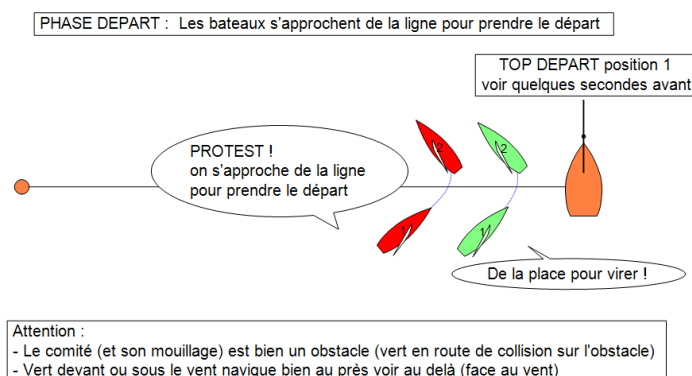 PHASE DEPART : Les bateaux s'approchent de la ligne pour prendre le départ
TOP DEPART position 1
voir quelques secondes avant
PROTEST !
on s'approche de la ligne
pour prendre le départ
2
2
1
1
De la place pour virer !
Attention :
- Le comité (et son mouillage) est bien un obstacle (vert en route de collision sur l'obstacle)
- Vert devant ou sous le vent navigue bien au près voir au delà (face au vent)